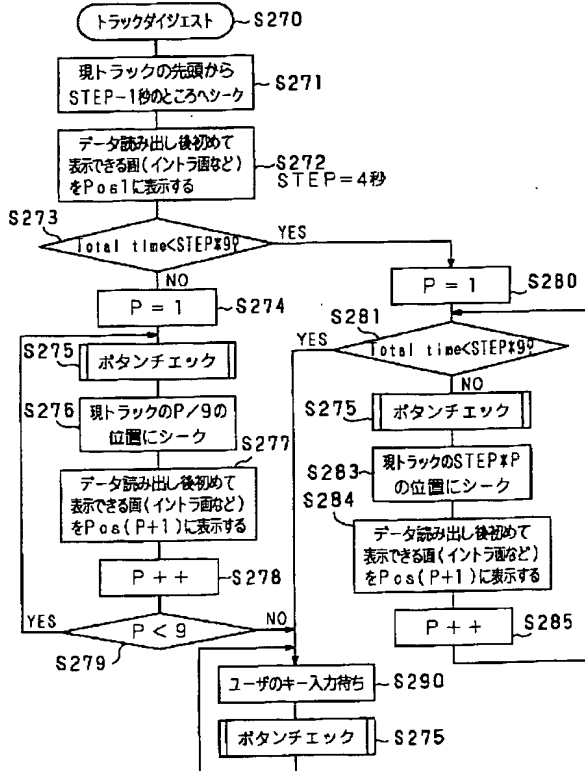 トラックダイジェスト
S270
現トラックの先頭から
STEP-1秒のところへシーク
S271
データ読み出し後初めて
表示できる画(イントラ画など)
をPos1に表示する
S272
STEP=4秒
S273
Total time<STEP*9?
YES
NO
P=1
S274
S275
ボタンチェック
S276
現トラックのP/9の
位置にシーク
S277
データ読み出し後初めて
表示できる画(イントラ画など)
をPos(P+1)に表示する
P++
S278
YES
P<9
NO
S279
P=1
S280
S281
YES
Total time<STEP*9?
NO
S275
ボタンチェック
S283
現トラックのSTEP*P
の位置にシーク
S284
データ読み出し後初めて
表示できる画(イントラ画など)
をPos(P+1)に表示する
P++
S285
ユーザのキー入力待ち
S290
ボタンチェック
S275